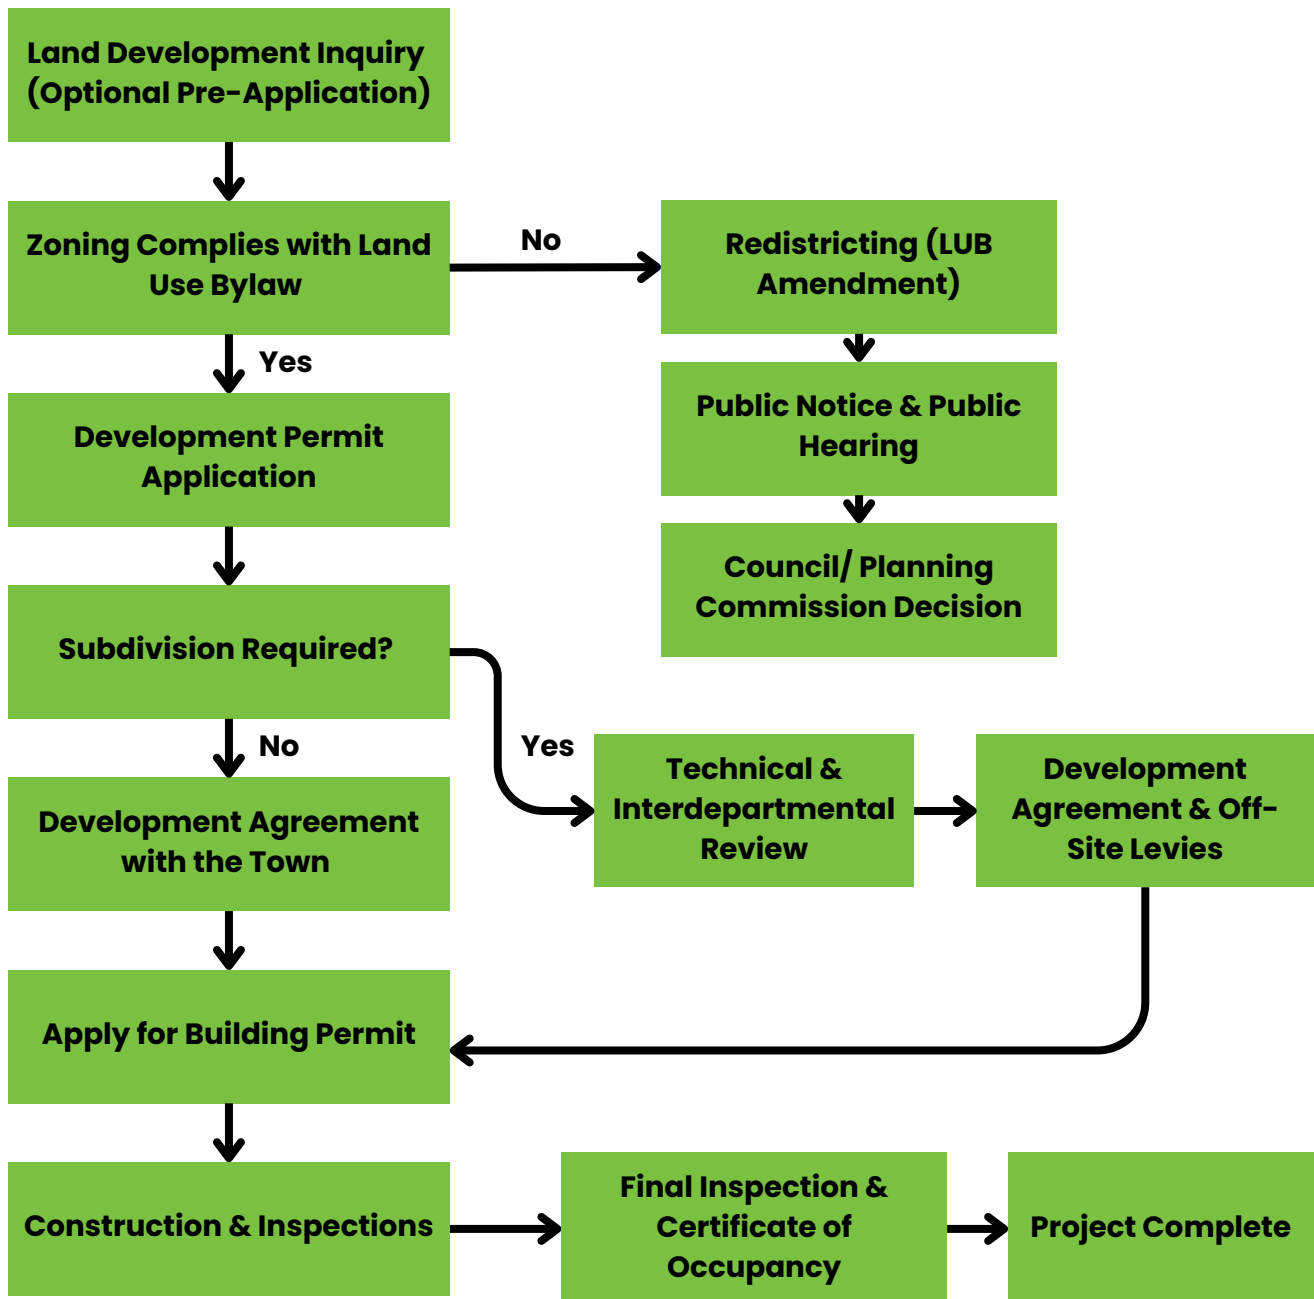 Land Development Inquiry
(Optional Pre-Application)
Zoning Complies with Land
Use Bylaw
No
Redistricting (LUB
Amendment)
Yes
Public Notice & Public
Hearing
Development Permit
Application
Council/ Planning
Commission Decision
Subdivision Required?
No
Yes
Technical &
Interdepartmental
Review
Development
Agreement & Off-
Site Levies
Development Agreement
with the Town
Apply for Building Permit
Construction & Inspections
Final Inspection &
Certificate of
Occupancy
Project Complete